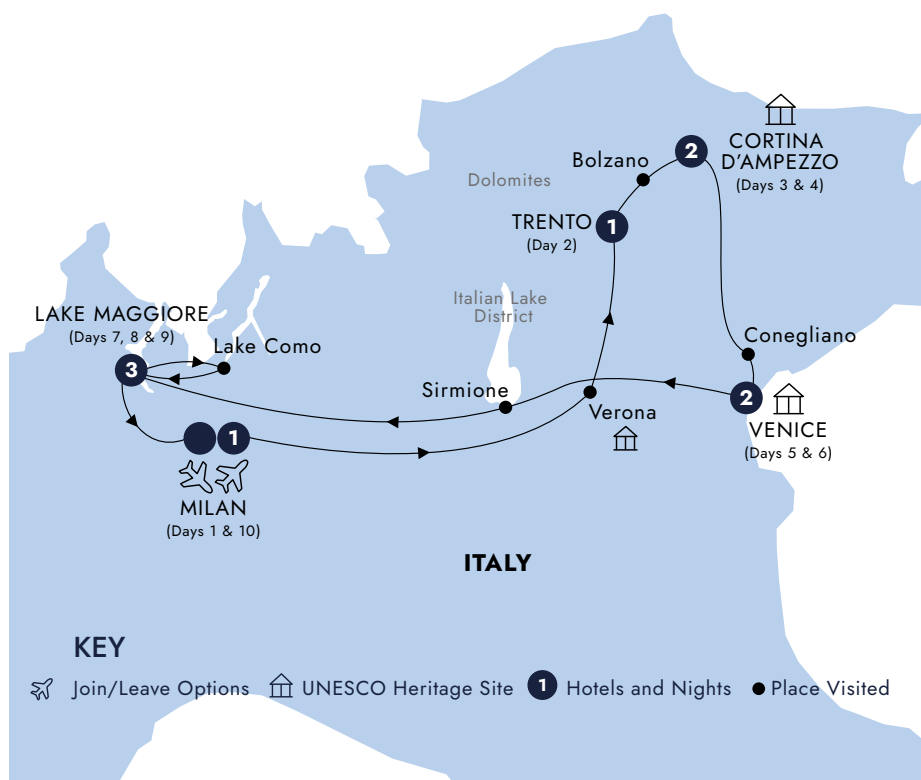 CORTINA
D'AMPEZZO
(Days 3 & 4)
2
Bolzano
Dolomites
TRENTO
(Day 2)
1
Italian Lake
District
LAKE MAGGIORE
(Days 7, 8 & 9)
3
Lake Como
Conegliano
Sirmione
Verona
2
VENICE
(Days 5 & 6)
1
MILAN
(Days 1 & 10)
ITALY
KEY
Join/Leave Options
UNESCO Heritage Site
1
Hotels and Nights
Place Visited